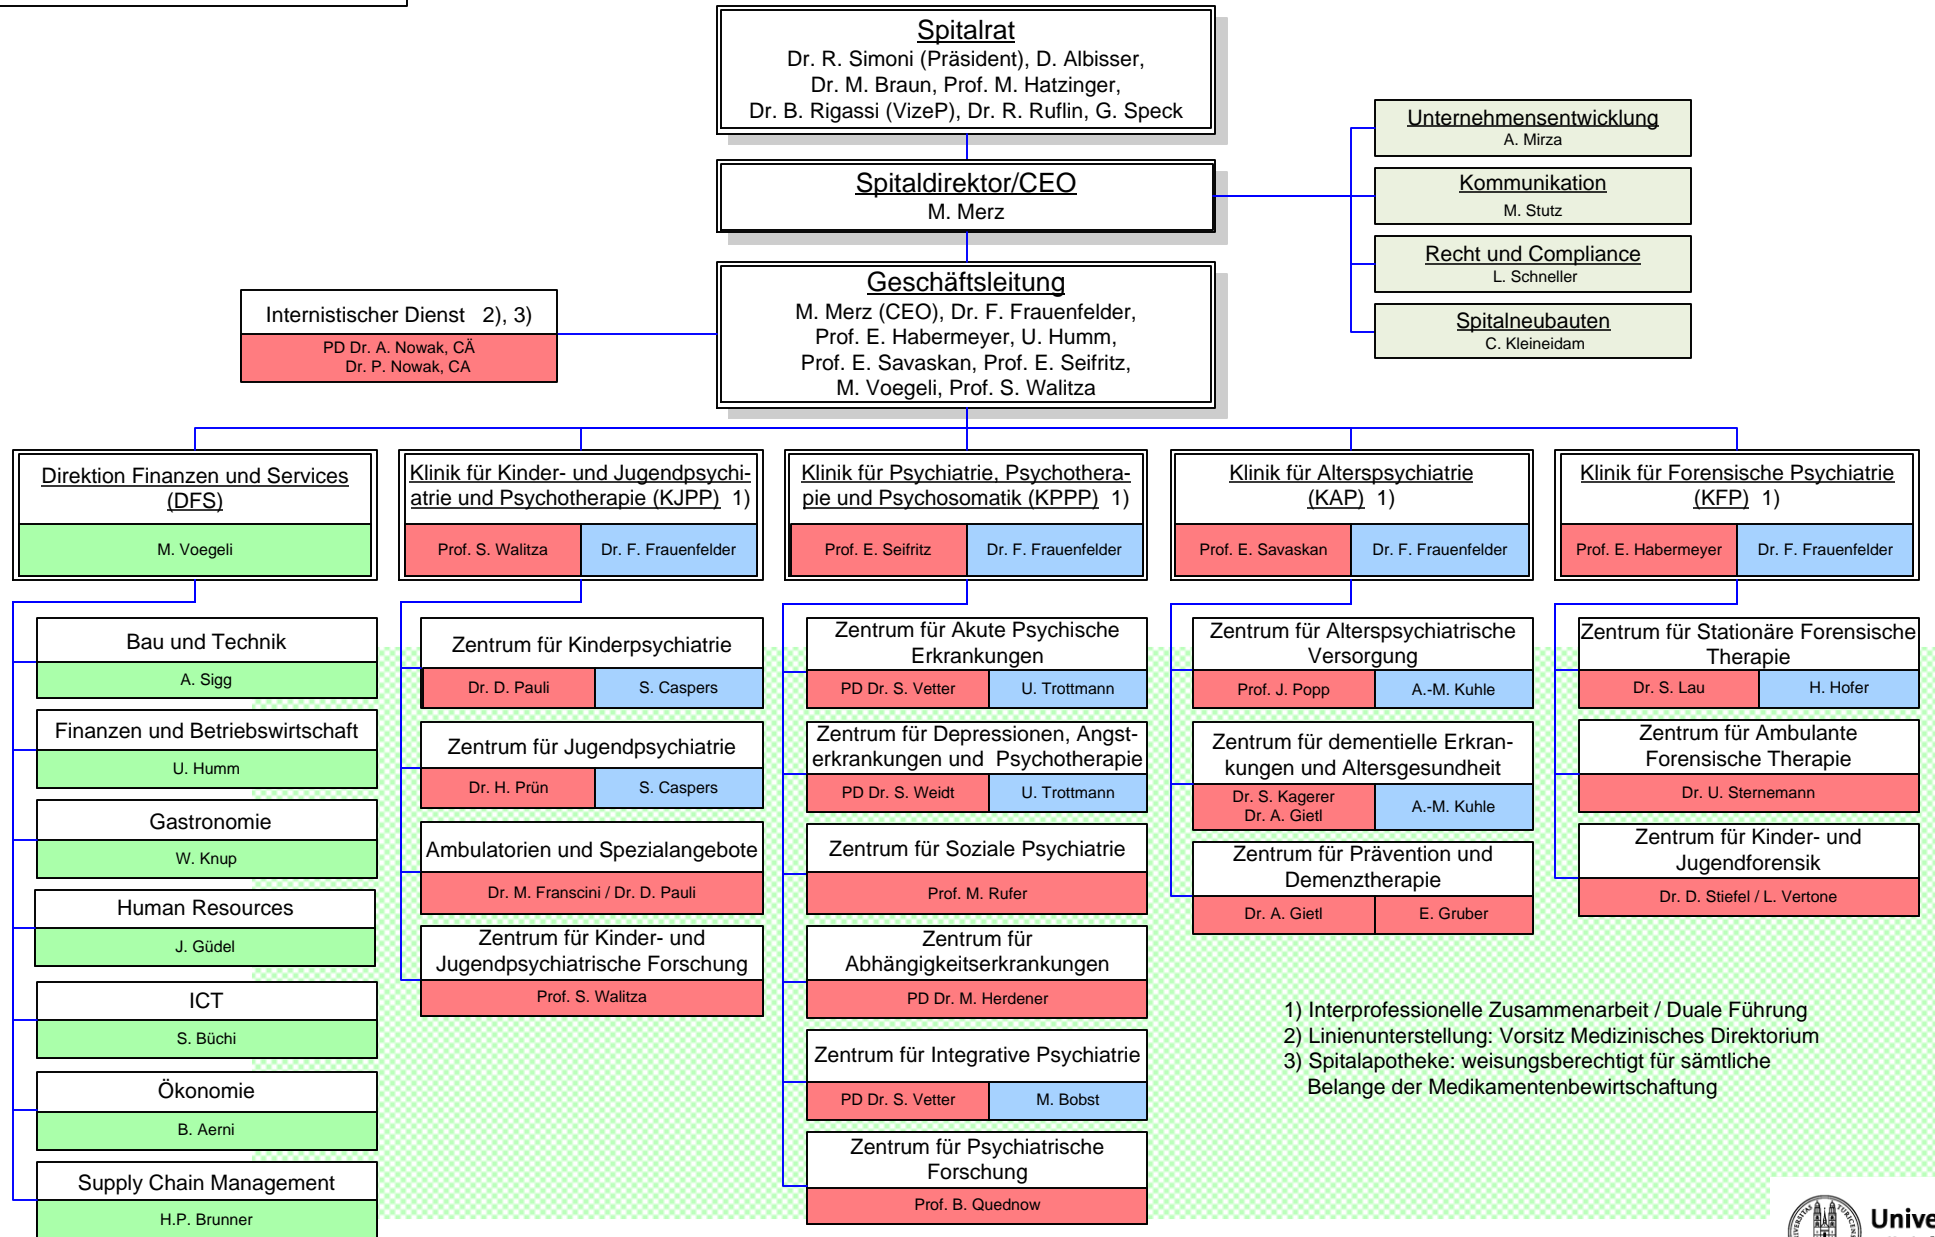 Spitalrat
Dr. R. Simoni (Präsident), D. Albisser,
Dr. M. Braun, Prof. M. Hatzinger,
Dr. B. Rigassi (VizeP), Dr. R. Ruflin, G. Speck
Spitaldirektor/CEO
M. Merz
Unternehmensentwicklung
A. Mirza
Kommunikation
M. Stutz
Recht und Compliance
L. Schneller
Spitalneubauten
C. Kleineidam
Geschäftsleitung
M. Merz (CEO), Dr. F. Frauenfelder,
Prof. E. Habermeyer, U. Humm,
Prof. E. Savaskan, Prof. E. Seifritz,
M. Voegeli, Prof. S. Walitza
Internistischer Dienst 2), 3)
PD Dr. A. Nowak, CÄ
Dr. P. Nowak, CA
Direktion Finanzen und Services
(DFS)
M. Voegeli
Bau und Technik
A. Sigg
Finanzen und Betriebswirtschaft
U. Humm
Gastronomie
W. Knup
Human Resources
J. Güdel
ICT
S. Büchi
Ökonomie
B. Aerni
Supply Chain Management
H.P. Brunner
Klinik für Kinder- und Jugendpsychi-
atrie und Psychotherapie (KJPP) 1)
Prof. S. Walitza
Dr. F. Frauenfelder
Zentrum für Kinderpsychiatrie
Dr. D. Pauli
S. Caspers
Zentrum für Jugendpsychiatrie
Dr. H. Prün
S. Caspers
Ambulatorien und Spezialangebote
Dr. M. Franscini / Dr. D. Pauli
Zentrum für Kinder- und
Jugendpsychiatrische Forschung
Prof. S. Walitza
Klinik für Psychiatrie, Psychothera-
pie und Psychosomatik (KPPP) 1)
Prof. E. Seifritz
Dr. F. Frauenfelder
Zentrum für Akute Psychische
Erkrankungen
PD Dr. S. Vetter
U. Trottmann
Zentrum für Depressionen, Angst-
erkrankungen und Psychotherapie
PD Dr. S. Weidt
U. Trottmann
Zentrum für Soziale Psychiatrie
Prof. M. Rufer
Zentrum für
Abhängigkeitserkrankungen
PD Dr. M. Herdener
Zentrum für Integrative Psychiatrie
PD Dr. S. Vetter
M. Bobst
Zentrum für Psychiatrische
Forschung
Prof. B. Quednow
Klinik für Alterspsychiatrie
(KAP) 1)
Prof. E. Savaskan
Dr. F. Frauenfelder
Zentrum für Alterspsychiatrische
Versorgung
Prof. J. Popp
A.-M. Kuhle
Zentrum für dementielle Erkran-
kungen und Altersgesundheit
Dr. S. Kagerer
Dr. A. Gietl
A.-M. Kuhle
Zentrum für Prävention und
Demenztherapie
Dr. A. Gietl
E. Gruber
Klinik für Forensische Psychiatrie
(KFP) 1)
Prof. E. Habermeyer
Dr. F. Frauenfelder
Zentrum für Stationäre Forensische
Therapie
Dr. S. Lau
H. Hofer
Zentrum für Ambulante
Forensische Therapie
Dr. U. Sternemann
Zentrum für Kinder- und
Jugendforensik
Dr. D. Stiefel / L. Vertone
1) Interprofessionelle Zusammenarbeit / Duale Führung
2) Linienunterstellung: Vorsitz Medizinisches Direktorium
3) Spitalapotheke: weisungsberechtigt für sämtliche
Belange der Medikamentenbewirtschaftung